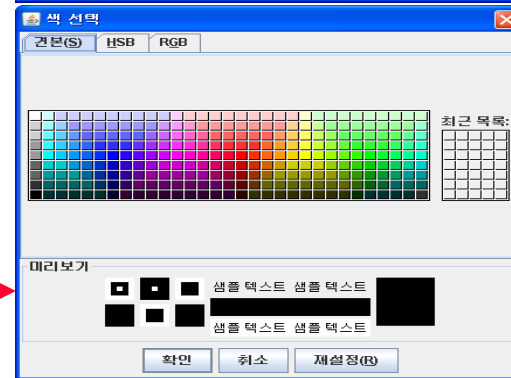 색 선택
견본(S) HSB RGB
최근 목록:
미리보기
샘플 텍스트 샘플 텍스트
샘플 텍스트 샘플 텍스트
확인 취소 재설정(R)